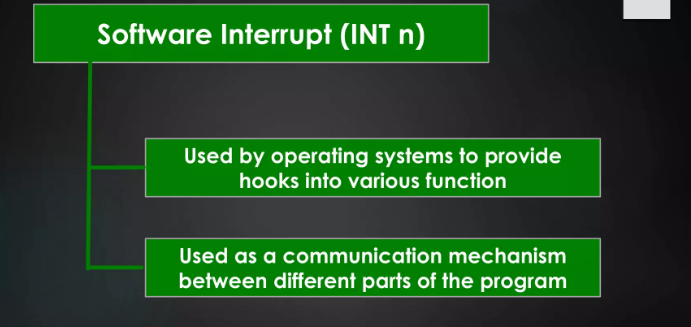 Software Interrupt (INT n)
Used by operating systems to provide
hooks into various function
Used as a communication mechanism
between different parts of the program